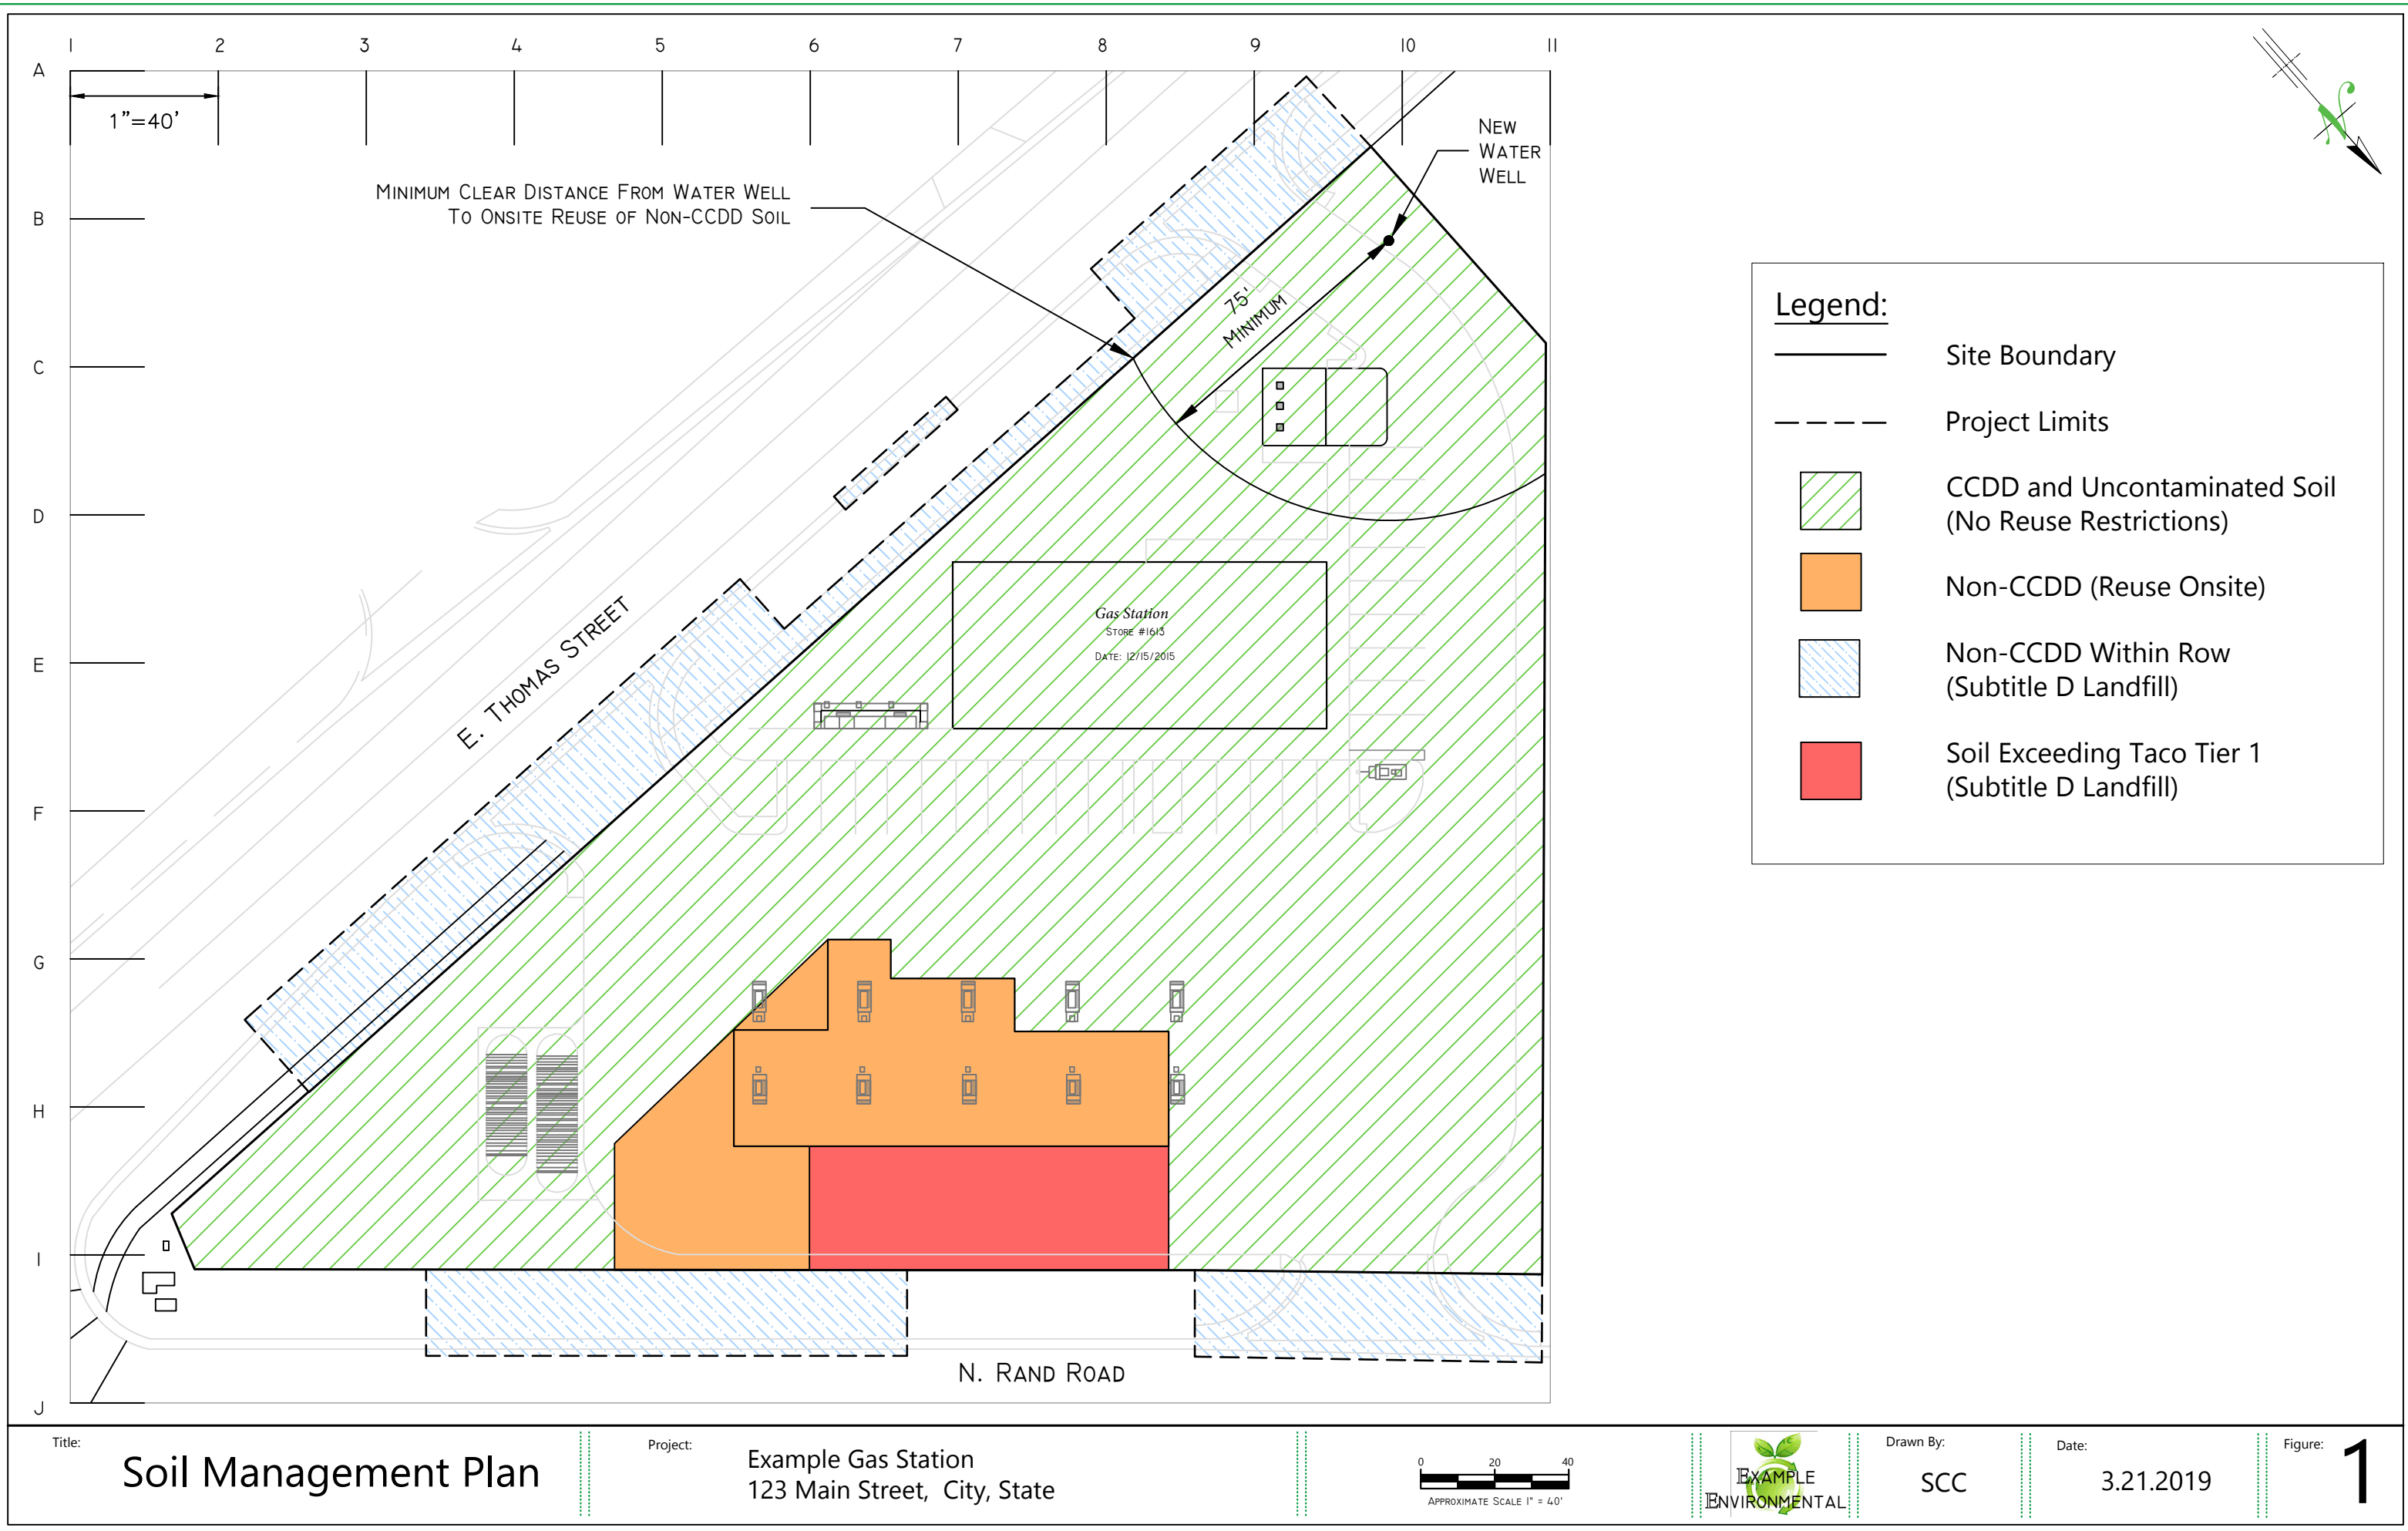 1 2 3 4 5 6 7 8 9 10 11
A
1"=40'
NEW
WATER
WELL
MINIMUM CLEAR DISTANCE FROM WATER WELL
TO ONSITE REUSE OF NON-CCDD SOIL
B
75'
MINIMUM
C
D
E
F
G
H
I
J
E. THOMAS STREET
Gas Station
STORE #1613
DATE: 12/15/2015
N. RAND ROAD
N
Legend:
Site Boundary
Project Limits
CCDD and Uncontaminated Soil
(No Reuse Restrictions)
Non-CCDD (Reuse Onsite)
Non-CCDD Within Row
(Subtitle D Landfill)
Soil Exceeding Taco Tier 1
(Subtitle D Landfill)
Title:
Soil Management Plan
Project:
Example Gas Station
123 Main Street, City, State
0 20 40
APPROXIMATE SCALE 1" = 40'
EXAMPLE
ENVIRONMENTAL
Drawn By:
SCC
Date:
3.21.2019
Figure:
1